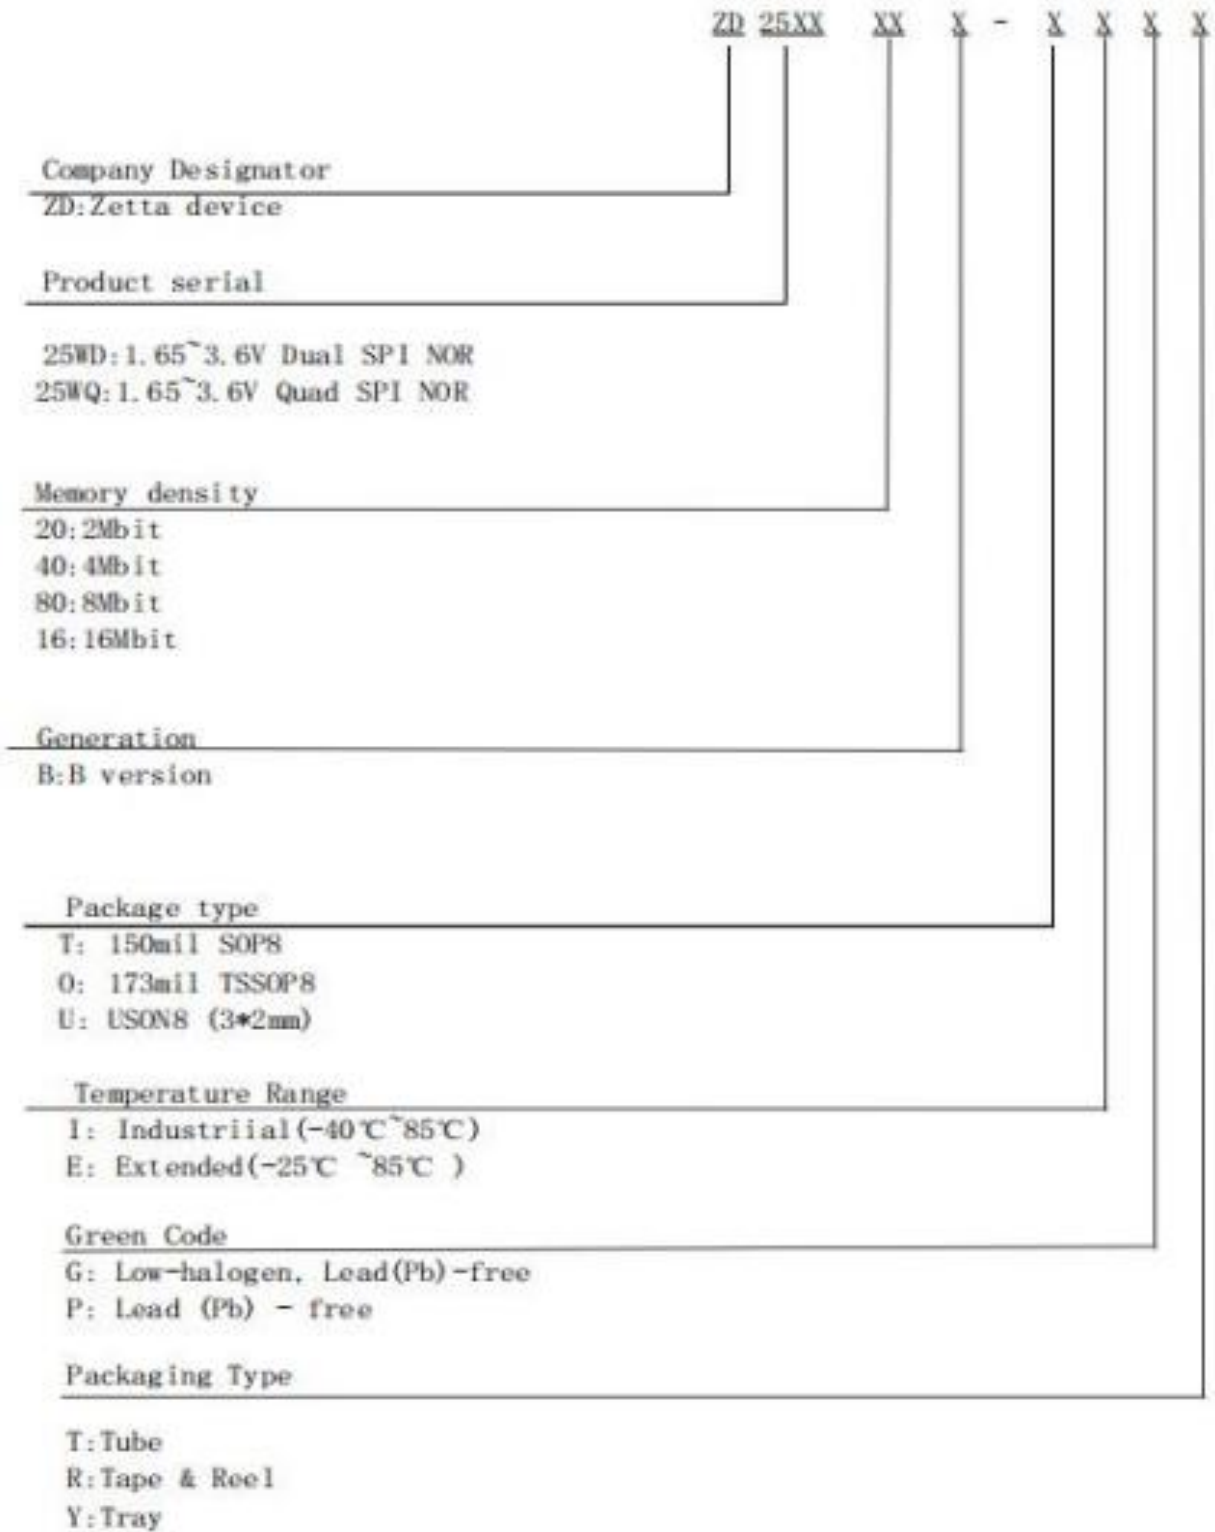 ZD 25XX XX X - X X X X
Company Designator
ZD:Zetta device
Product serial
25WD:1.65~3.6V Dual SPI NOR
25WQ:1.65~3.6V Quad SPI NOR
Memory density
20:2Mbit
40:4Mbit
80:8Mbit
16:16Mbit
Generation
B:B version
Package type
T: 150mil SOP8
O: 173mil TSSOP8
U: USON8 (3*2mm)
Temperature Range
I: Industriial(-40℃~85℃)
E: Extended(-25℃ ~85℃ )
Green Code
G: Low-halogen, Lead(Pb)-free
P: Lead (Pb) - free
Packaging Type
T:Tube
R:Tape & Reel
Y:Tray